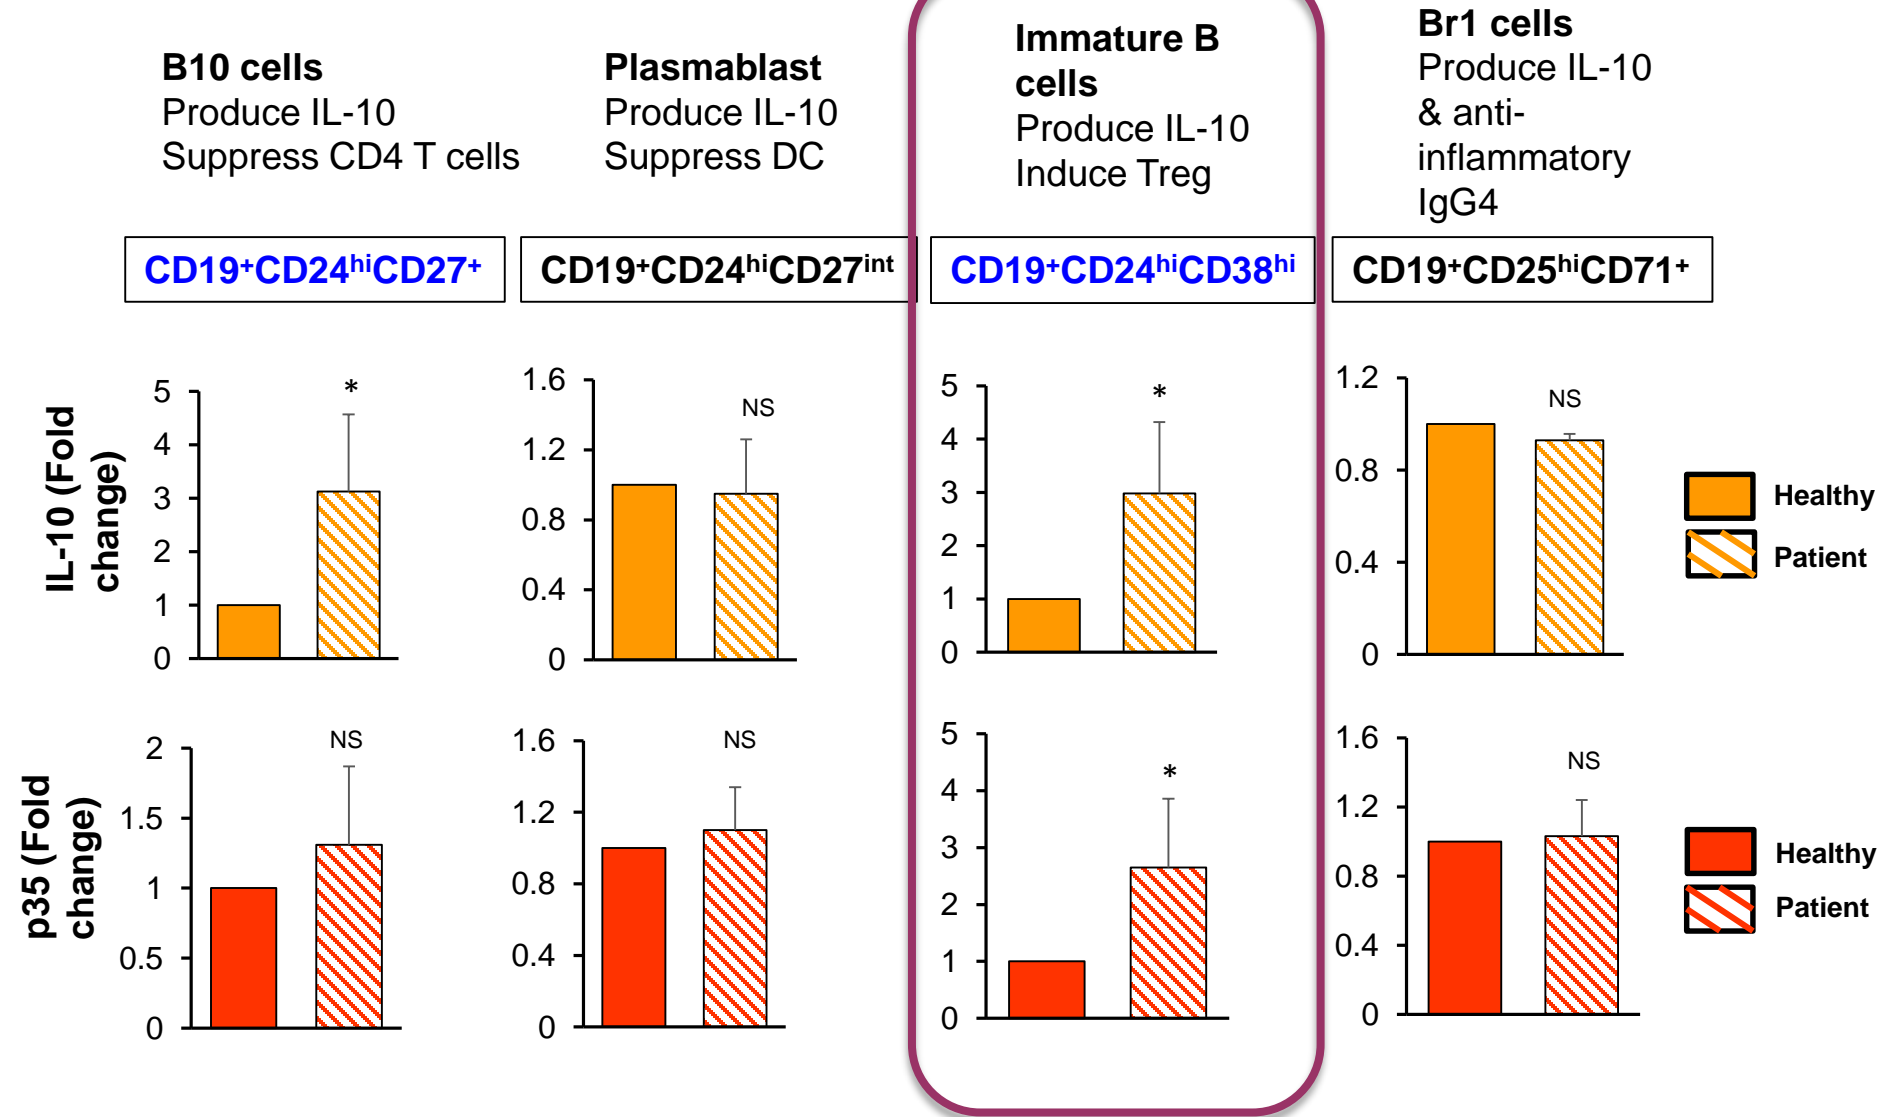 B10 cells
Produce IL-10
Suppress CD4 T cells
Plasmablast
Produce IL-10
Suppress DC
Immature B
cells
Produce IL-10
Induce Treg
Br1 cells
Produce IL-10
& anti-
inflammatory
IgG4
CD19⁺CD24ʰⁱCD27⁺
CD19⁺CD24ʰⁱCD27ⁱⁿᵗ
CD19⁺CD24ʰⁱCD38ʰⁱ
CD19⁺CD25ʰⁱCD71⁺
IL-10 (Fold
change)
5
4
3
2
1
0
*
1.6
1.2
0.8
0.4
0
NS
5
4
3
2
1
0
*
1.2
0.8
0.4
0
NS
Healthy
Patient
p35 (Fold
change)
2
1.5
1
0.5
0
NS
1.6
1.2
0.8
0.4
0
NS
5
4
3
2
1
0
*
1.6
1.2
0.8
0.4
0
NS
Healthy
Patient